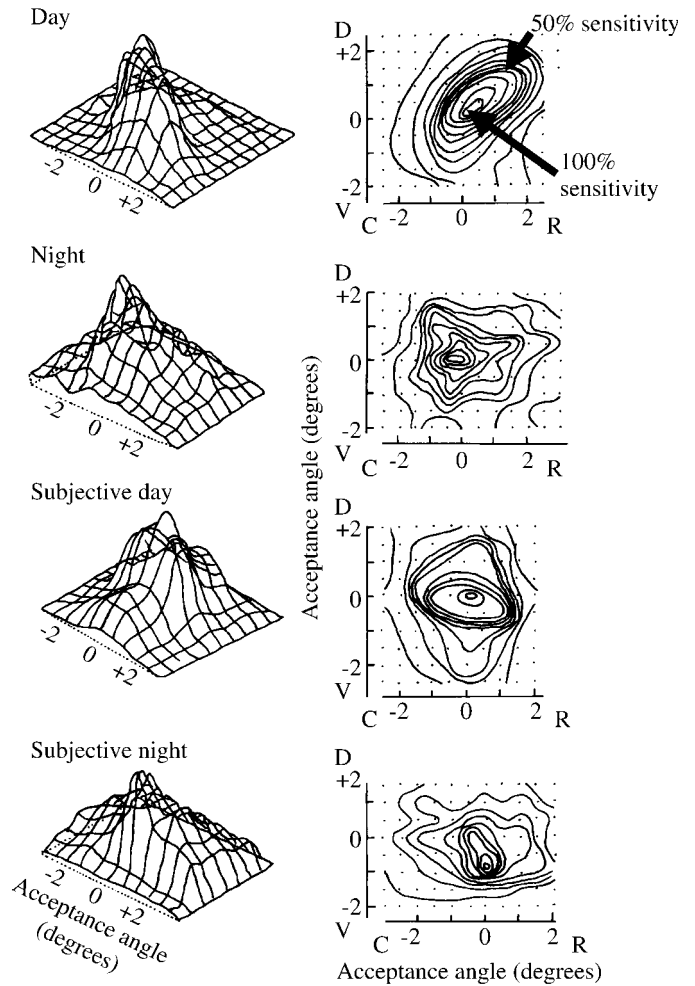 Day
D
50% sensitivity
+2
0
-2
100%
sensitivity
-2
0
+2
V
C
-2
0
2
R
Night
D
+2
0
-2
-2
0
+2
V
C
-2
0
2
R
Acceptance angle (degrees)
Subjective day
D
+2
0
-2
-2
0
+2
V
C
-2
0
2
R
Subjective night
D
+2
0
-2
-2
0
+2
Acceptance angle
(degrees)
V
C
-2
0
2
R
Acceptance angle (degrees)